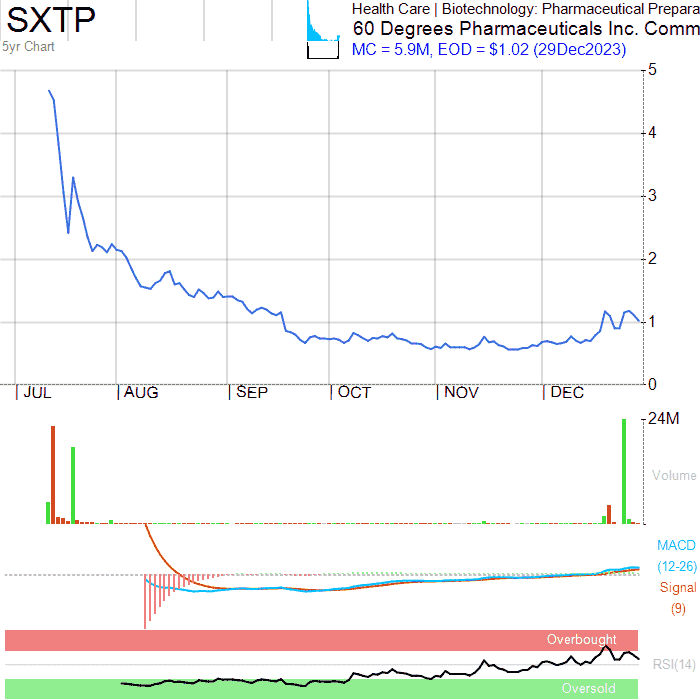 SXTP
5yr Chart
Health Care | Biotechnology: Pharmaceutical Prepara
60 Degrees Pharmaceuticals Inc. Comm
MC = 5.9M, EOD = $1.02 (29Dec2023)
5
4
3
2
1
0
JUL
AUG
SEP
OCT
NOV
DEC
24M
Volume
MACD
(12-26)
Signal
(9)
Overbought
RSI(14)
Oversold